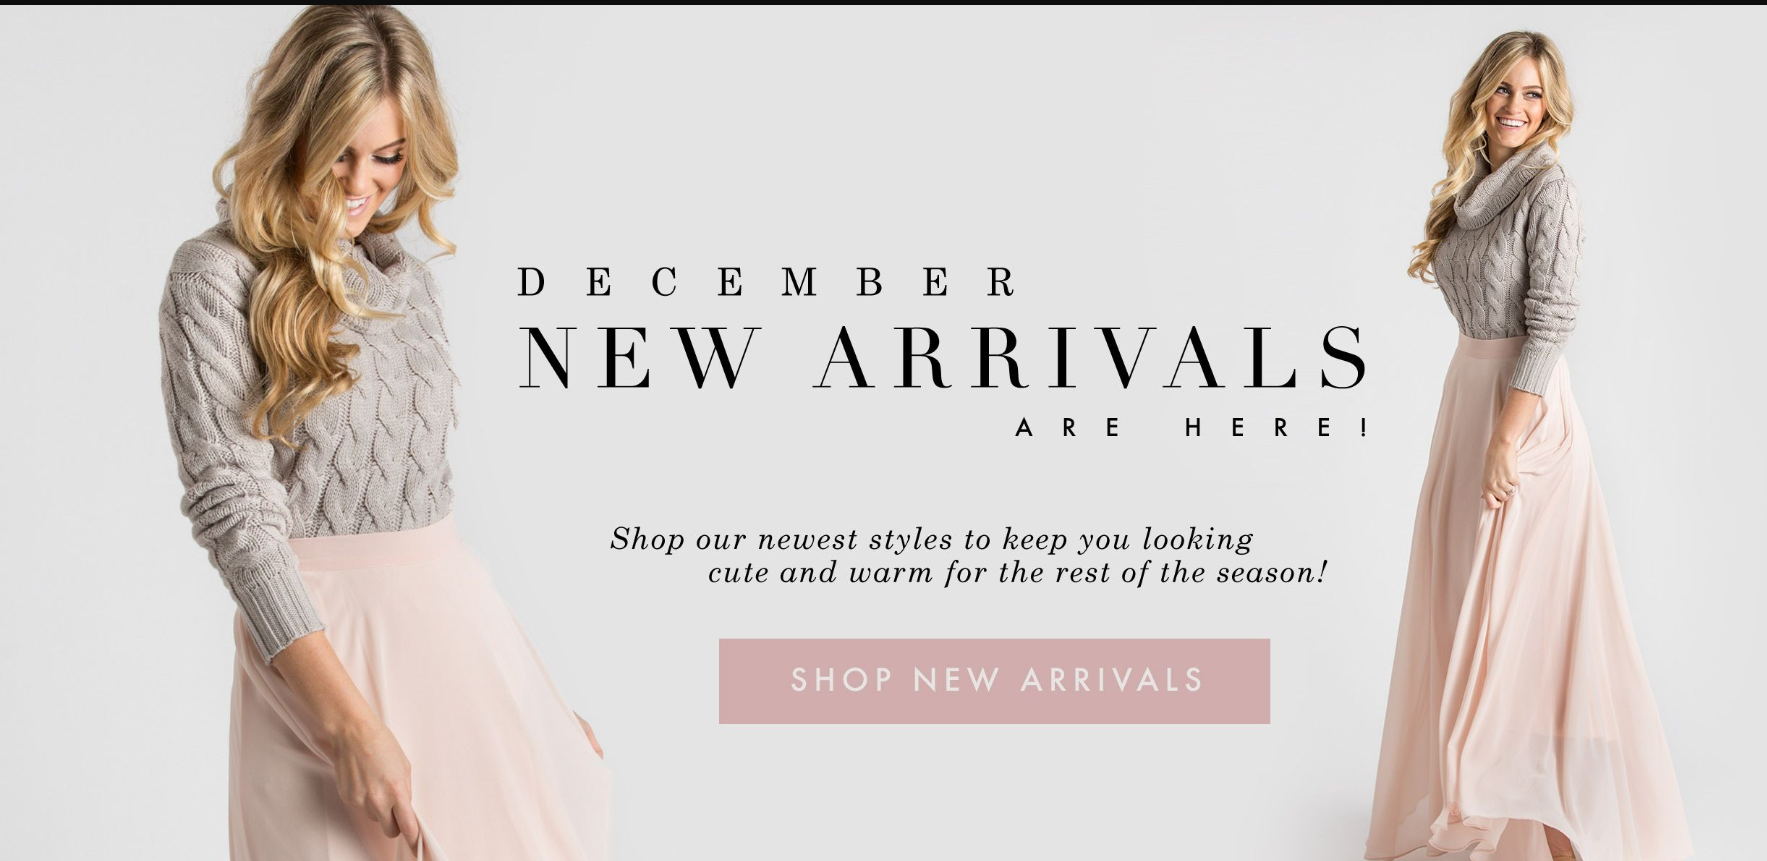 DECEMBER
NEW ARRIVALS
ARE HERE!
Shop our newest styles to keep you looking
cute and warm for the rest of the season!
SHOP NEW ARRIVALS